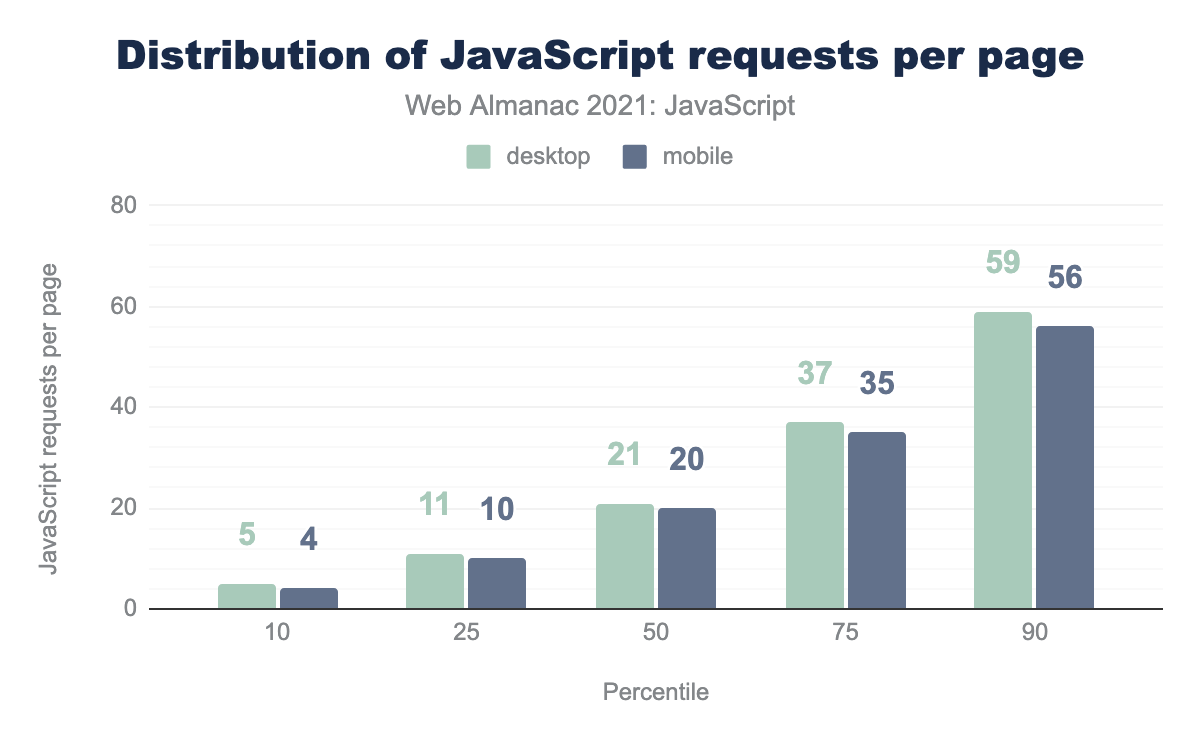 Distribution of JavaScript requests per page
Web Almanac 2021: JavaScript
desktop mobile
JavaScript requests per page
80
60
40
20
0
5 4
11 10
21 20
37 35
59 56
10 25 50 75 90
Percentile